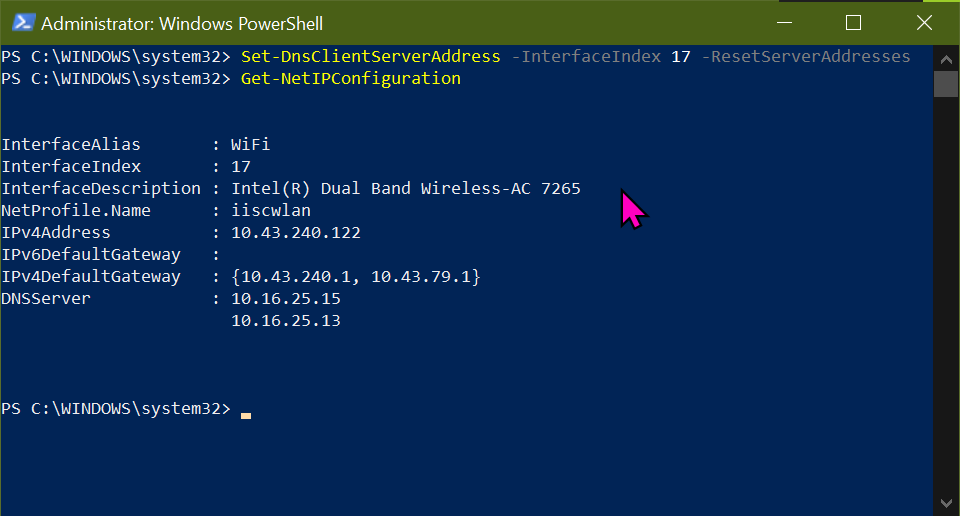 Administrator: Windows PowerShell
PS C:\WINDOWS\system32> Set-DnsClientServerAddress -InterfaceIndex 17 -ResetServerAddresses
PS C:\WINDOWS\system32> Get-NetIPConfiguration
InterfaceAlias       : WiFi
InterfaceIndex       : 17
InterfaceDescription : Intel(R) Dual Band Wireless-AC 7265
NetProfile.Name      : iiscwlan
IPv4Address          : 10.43.240.122
IPv6DefaultGateway   :
IPv4DefaultGateway   : {10.43.240.1, 10.43.79.1}
DNSServer            : 10.16.25.15
                       10.16.25.13
PS C:\WINDOWS\system32>